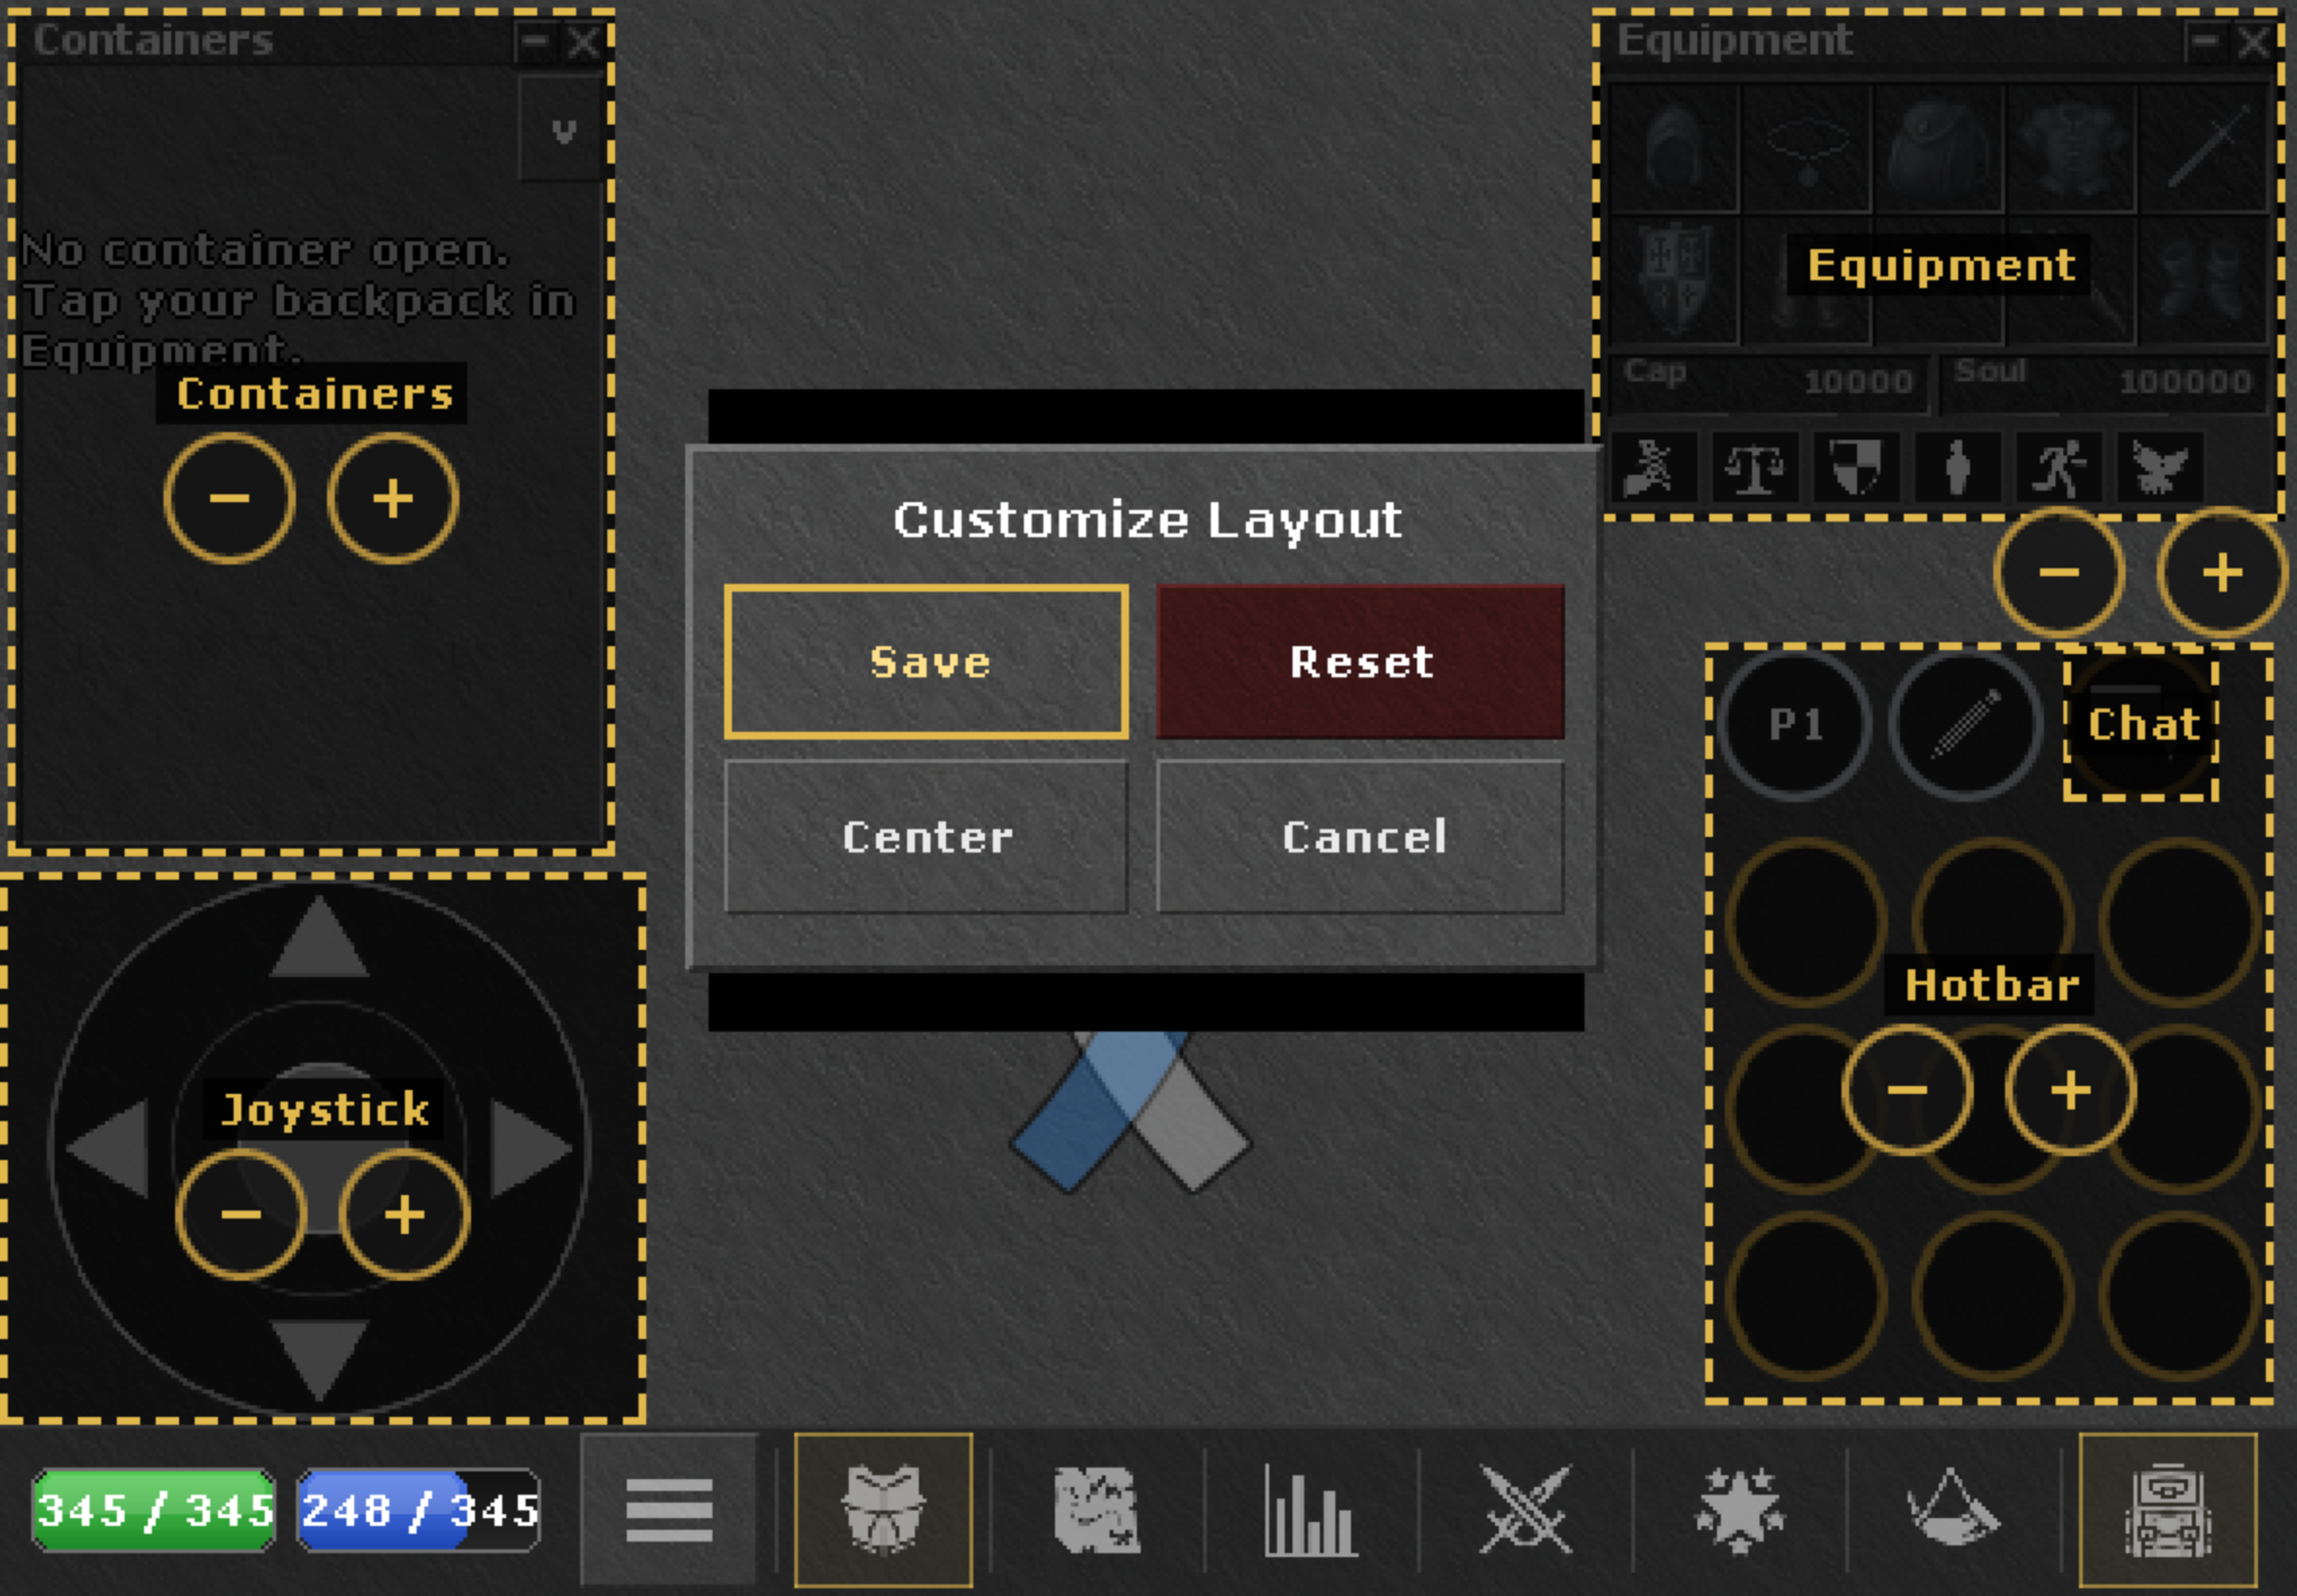 Containers
v
No container open.
Tap your backpack in
Equipment.
Containers
- +
Equipment
Equipment
Cap 10000 Soul 100000
- +
Customize Layout
Save Reset
Center Cancel
P1 Chat
Hotbar
- +
Joystick
- +
345 / 345 248 / 345